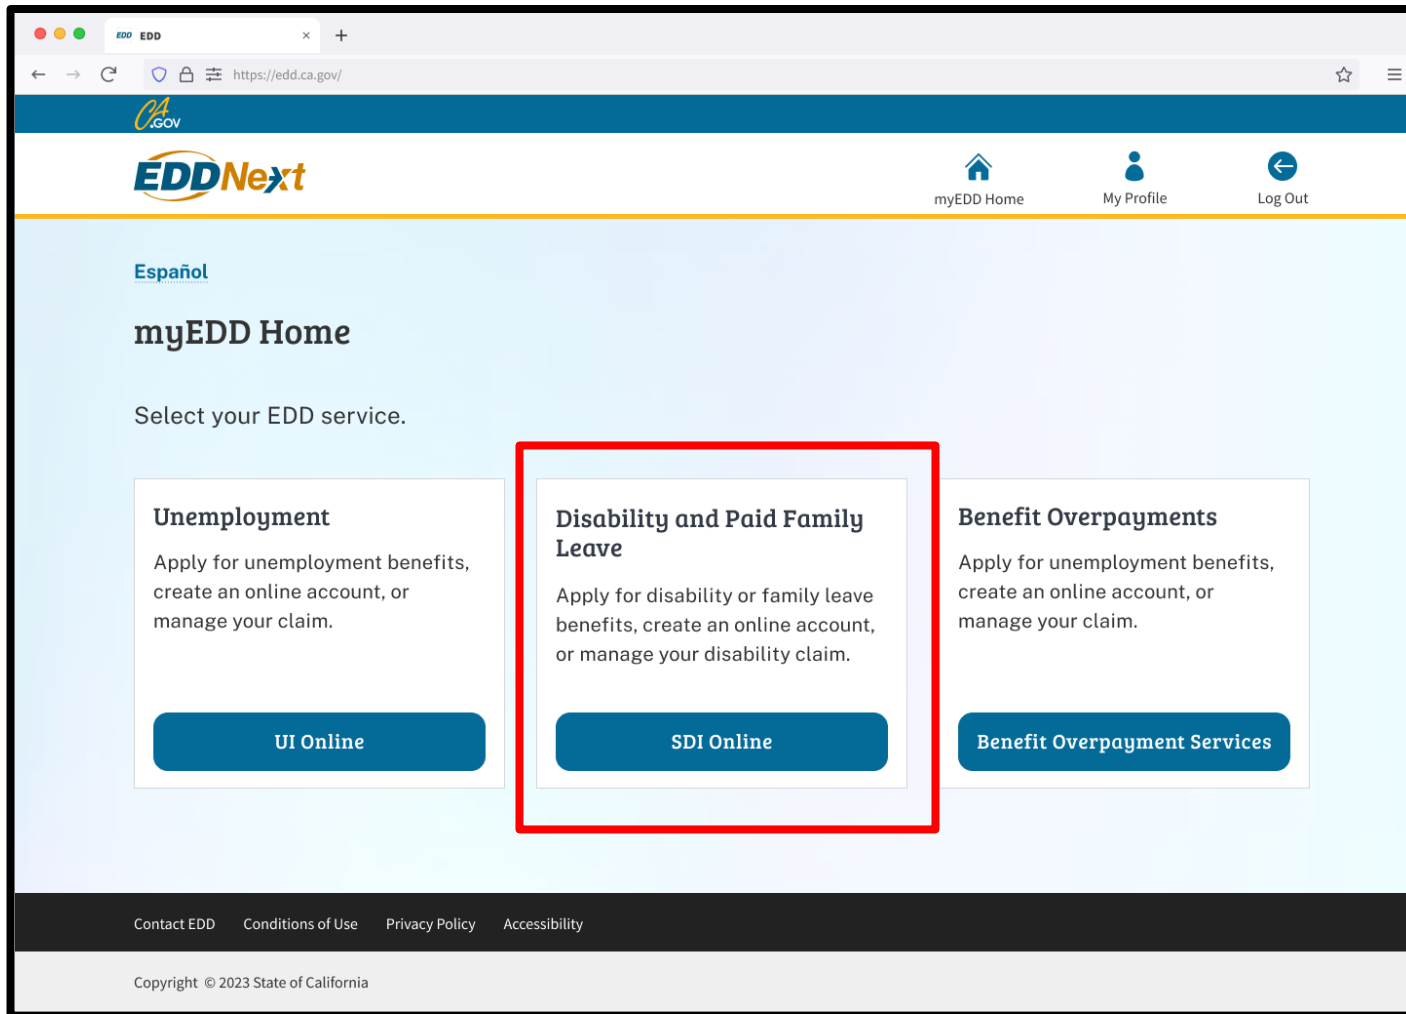 EDD EDD
https://edd.ca.gov/
CA.GOV
EDDNext
myEDD Home My Profile Log Out
Español
myEDD Home
Select your EDD service.
Unemployment
Apply for unemployment benefits,
create an online account, or
manage your claim.
UI Online
Disability and Paid Family
Leave
Apply for disability or family leave
benefits, create an online account,
or manage your disability claim.
SDI Online
Benefit Overpayments
Apply for unemployment benefits,
create an online account, or
manage your claim.
Benefit Overpayment Services
Contact EDD Conditions of Use Privacy Policy Accessibility
Copyright © 2023 State of California